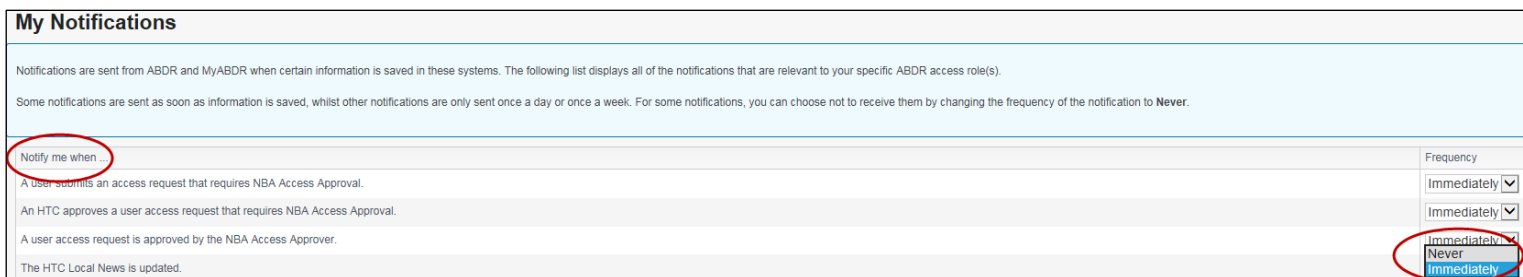 My Notifications
Notifications are sent from ABDR and MyABDR when certain information is saved in these systems. The following list displays all of the notifications that are relevant to your specific ABDR access role(s).
Some notifications are sent as soon as information is saved, whilst other notifications are only sent once a day or once a week. For some notifications, you can choose not to receive them by changing the frequency of the notification to Never.
Notify me when ... Frequency
A user submits an access request that requires NBA Access Approval. Immediately
An HTC approves a user access request that requires NBA Access Approval. Immediately
A user access request is approved by the NBA Access Approver. Immediately
Never
The HTC Local News is updated. Immediately